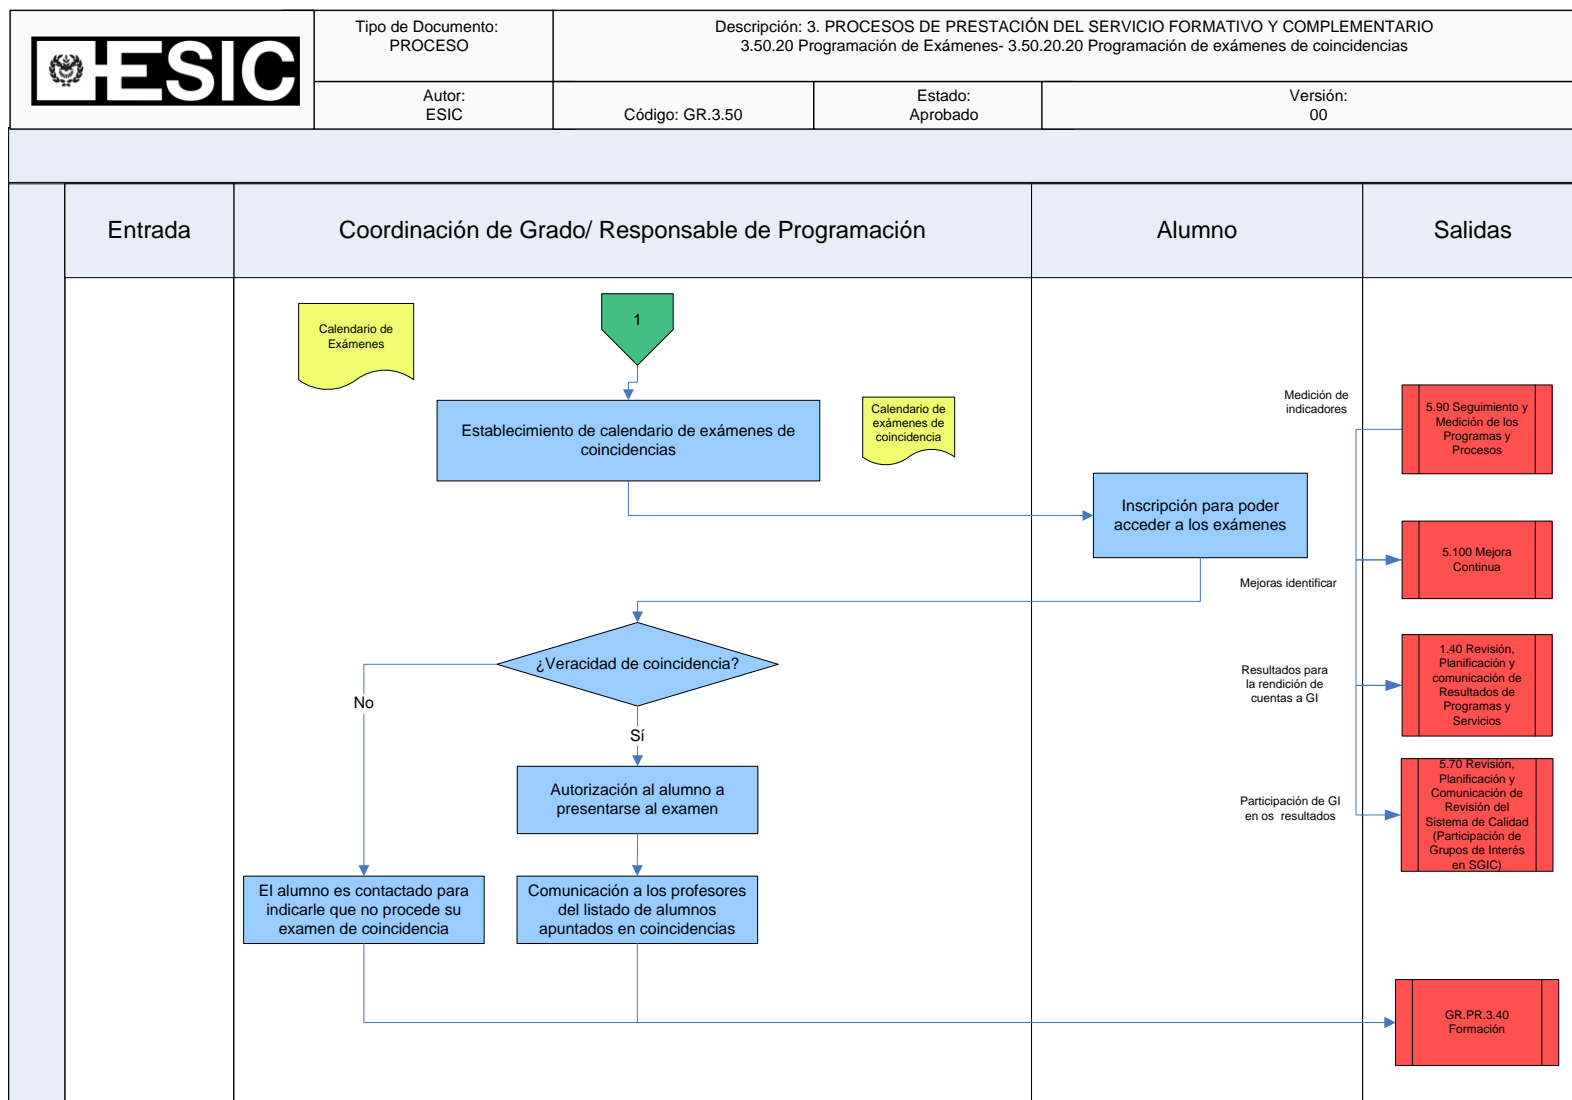 ESIC
Tipo de Documento:
PROCESO
Descripción: 3. PROCESOS DE PRESTACIÓN DEL SERVICIO FORMATIVO Y COMPLEMENTARIO
3.50.20 Programación de Exámenes- 3.50.20.20 Programación de exámenes de coincidencias
Autor:
ESIC
Código: GR.3.50
Estado:
Aprobado
Versión:
00
Entrada
Coordinación de Grado/ Responsable de Programación
Alumno
Salidas
Calendario de
Exámenes
1
Establecimiento de calendario de exámenes de
coincidencias
Calendario de
exámenes de
coincidencia
Inscripción para poder
acceder a los exámenes
¿Veracidad de coincidencia?
No
Sí
Autorización al alumno a
presentarse al examen
El alumno es contactado para
indicarle que no procede su
examen de coincidencia
Comunicación a los profesores
del listado de alumnos
apuntados en coincidencias
Medición de
indicadores
5.90 Seguimiento y
Medición de los
Programas y
Procesos
Mejoras identificar
5.100 Mejora
Continua
Resultados para
la rendición de
cuentas a GI
1.40 Revisión,
Planificación y
comunicación de
Resultados de
Programas y
Servicios
Participación de GI
en os  resultados
5.70 Revisión,
Planificación y
Comunicación de
Revisión del
Sistema de Calidad
(Participación de
Grupos de Interés
en SGIC)
GR.PR.3.40
Formación